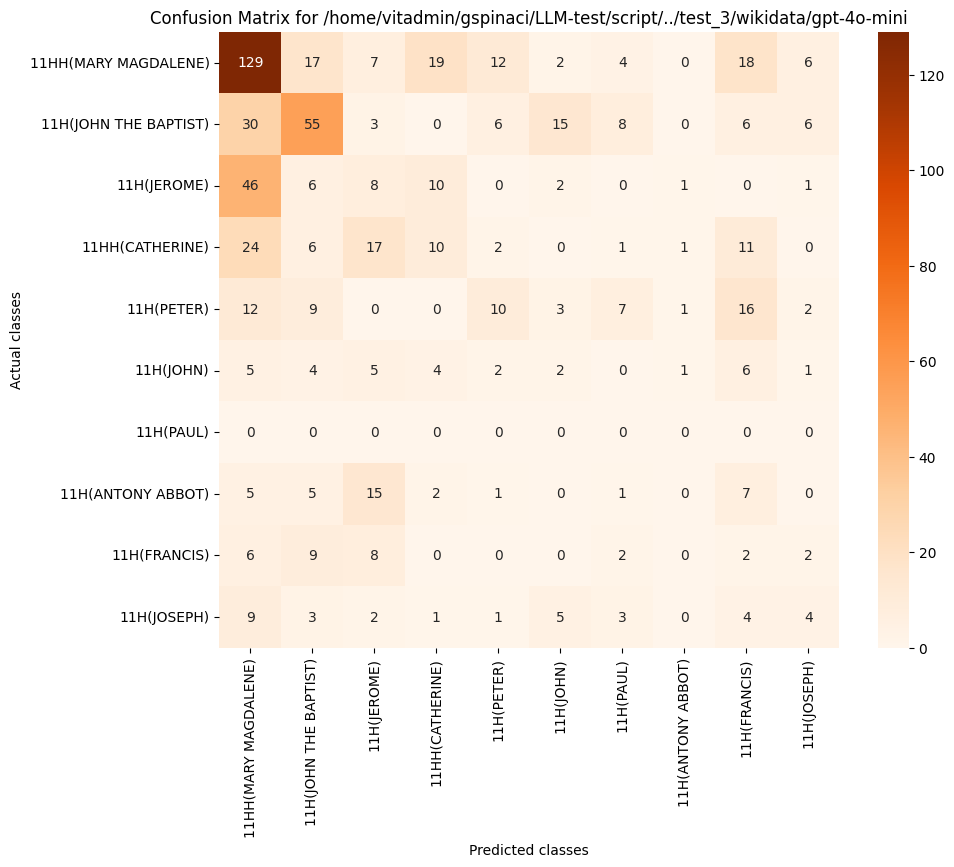 Confusion Matrix for /home/vitadmin/gspinaci/LLM-test/script/../test_3/wikidata/gpt-4o-mini
11HH(MARY MAGDALENE) 129 17 7 19 12 2 4 0 18 6
11H(JOHN THE BAPTIST) 30 55 3 0 6 15 8 0 6 6
11H(JEROME) 46 6 8 10 0 2 0 1 0 1
11HH(CATHERINE) 24 6 17 10 2 0 1 1 11 0
11H(PETER) 12 9 0 0 10 3 7 1 16 2
11H(JOHN) 5 4 5 4 2 2 0 1 6 1
11H(PAUL) 0 0 0 0 0 0 0 0 0 0
11H(ANTONY ABBOT) 5 5 15 2 1 0 1 0 7 0
11H(FRANCIS) 6 9 8 0 0 0 2 0 2 2
11H(JOSEPH) 9 3 2 1 1 5 3 0 4 4
Actual classes
11HH(MARY MAGDALENE)
11H(JOHN THE BAPTIST)
11H(JEROME)
11HH(CATHERINE)
11H(PETER)
11H(JOHN)
11H(PAUL)
11H(ANTONY ABBOT)
11H(FRANCIS)
11H(JOSEPH)
Predicted classes
120
100
80
60
40
20
0